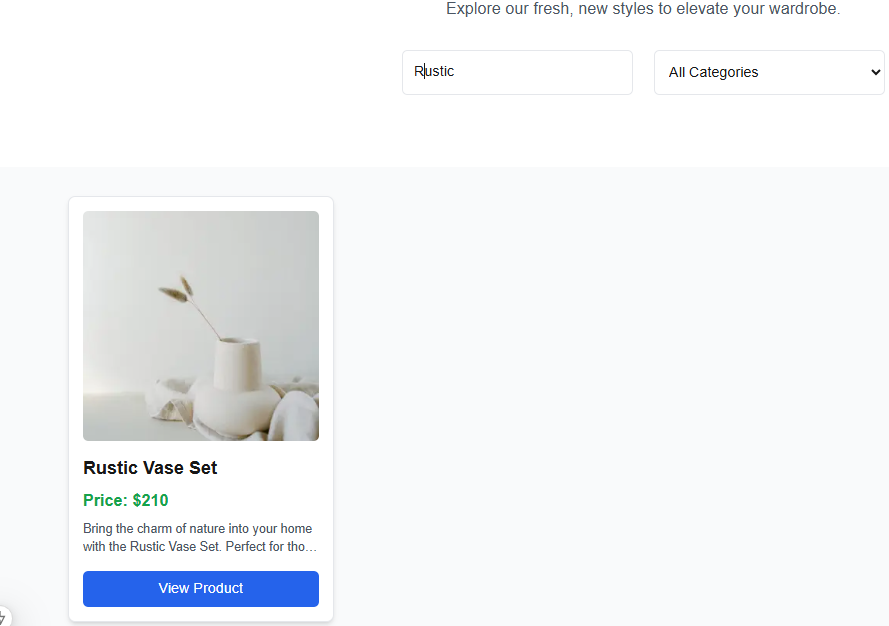 Explore our fresh, new styles to elevate your wardrobe.
Rustic
All Categories
Rustic Vase Set
Price: $210
Bring the charm of nature into your home
with the Rustic Vase Set. Perfect for tho...
View Product